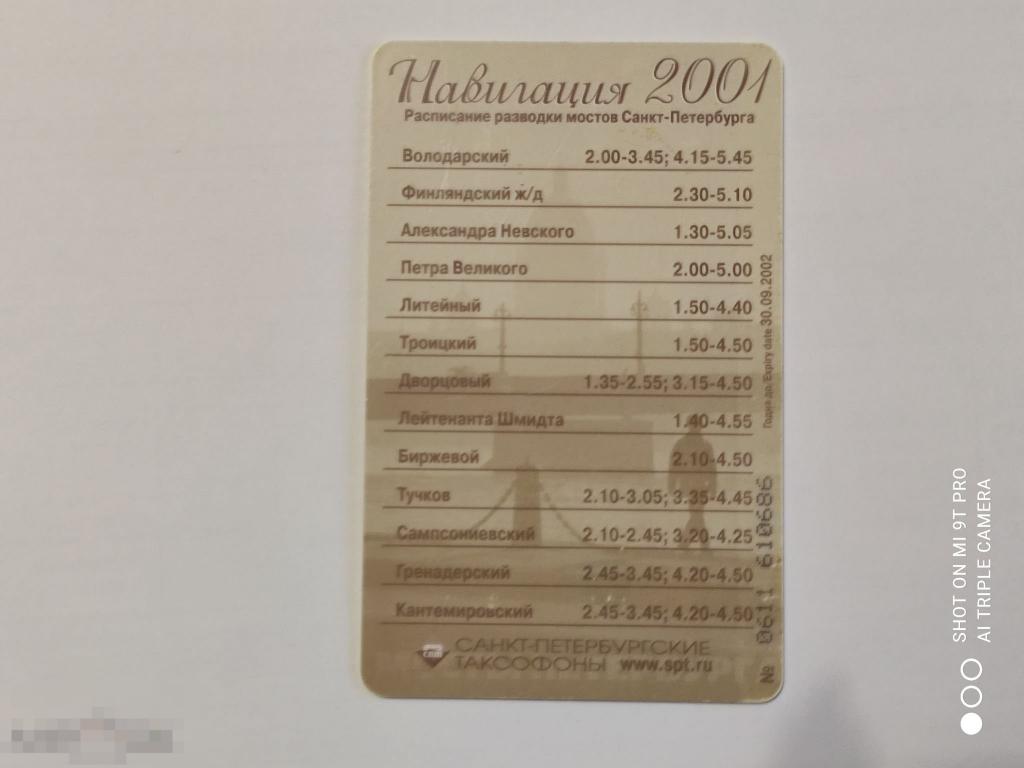 Навигация 2001
Расписание разводки мостов Санкт-Петербурга
Володарский 2.00-3.45; 4.15-5.45
Финляндский ж/д 2.30-5.10
Александра Невского 1.30-5.05
Петра Великого 2.00-5.00
Литейный 1.50-4.40
Троицкий 1.50-4.50
Дворцовый 1.35-2.55; 3.15-4.50
Лейтенанта Шмидта 1.40-4.55
Биржевой 2.10-4.50
Тучков 2.10-3.05; 3.35-4.45
Сампсониевский 2.10-2.45; 3.20-4.25
Гренадерский 2.45-3.45; 4.20-4.50
Кантемировский 2.45-3.45; 4.20-4.50
спт САНКТ-ПЕТЕРБУРГСКИЕ
ТАКСОФОНЫ www.spt.ru
Годна до/Expiry date 30.09.2002
№ 0611 610686
SHOT ON MI 9T PRO
AI TRIPLE CAMERA